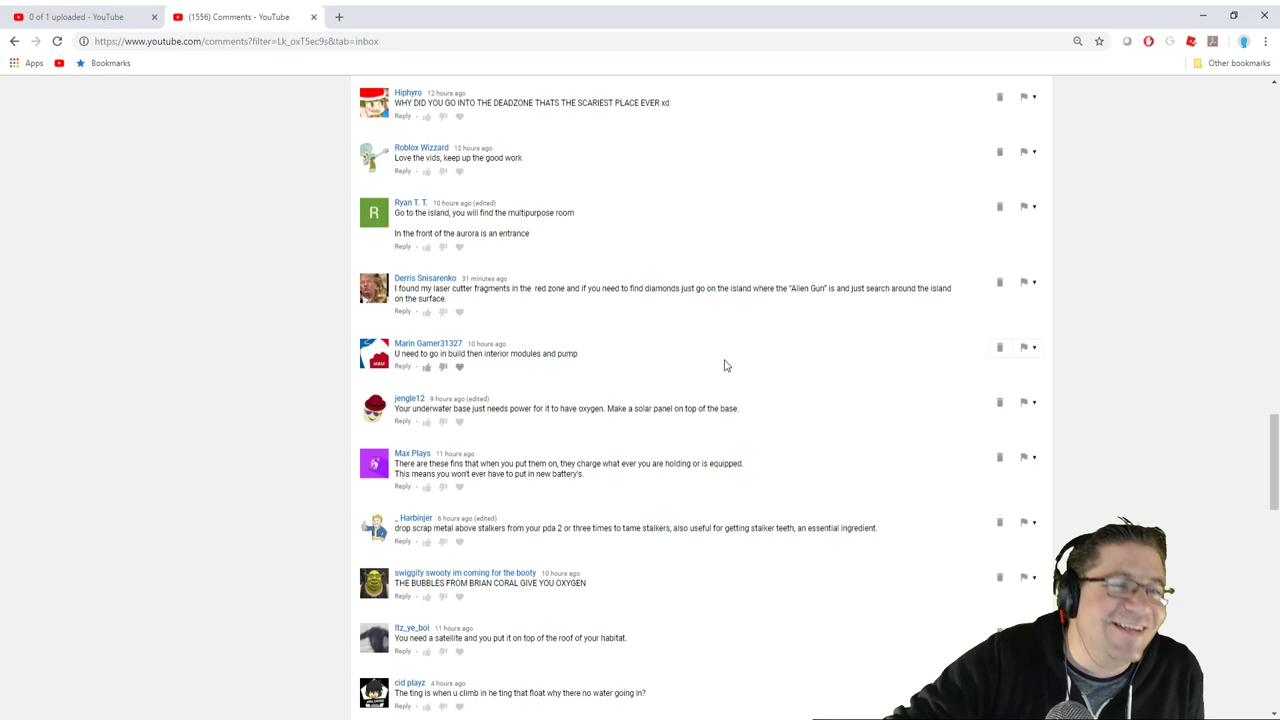 0 of 1 uploaded - YouTube
(1556) Comments - YouTube
https://www.youtube.com/comments?filter=Lk_oxT5ec9s&tab=inbox
Apps
Bookmarks
Other bookmarks
Hiphyro 12 hours ago
WHY DID YOU GO INTO THE DEADZONE THATS THE SCARIEST PLACE EVER xd
Reply
Roblox Wizzard 12 hours ago
Love the vids, keep up the good work
Reply
R
Ryan T. T. 10 hours ago (edited)
Go to the island, you will find the multipurpose room
In the front of the aurora is an entrance
Reply
Derris Snisarenko 31 minutes ago
I found my laser cutter fragments in the red zone and if you need to find diamonds just go on the island where the "Alien Gun" is and just search around the island
on the surface.
Reply
Marin Gamer31327 10 hours ago
U need to go in build then interior modules and pump
Reply
jengle12 9 hours ago (edited)
Your underwater base just needs power for it to have oxygen. Make a solar panel on top of the base.
Reply
Max Plays 11 hours ago
There are these fins that when you put them on, they charge what ever you are holding or is equipped.
This means you won't ever have to put in new battery's.
Reply
_ Harbinjer 6 hours ago (edited)
drop scrap metal above stalkers from your pda 2 or three times to tame stalkers, also useful for getting stalker teeth, an essential ingredient.
Reply
swiggity swooty im coming for the booty 10 hours ago
THE BUBBLES FROM BRIAN CORAL GIVE YOU OXYGEN
Reply
Itz_ye_boi 11 hours ago
You need a satellite and you put it on top of the roof of your habitat.
Reply
cid playz 4 hours ago
The ting is when u climb in he ting that float why there no water going in?
Reply